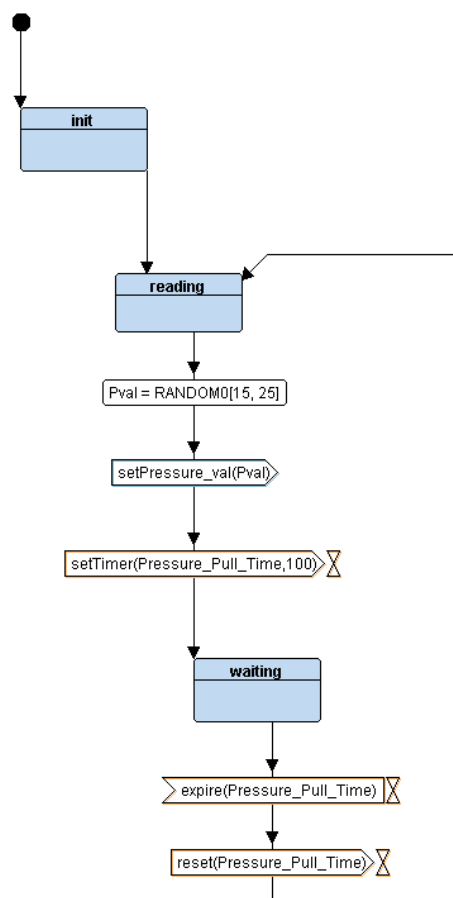 init
reading
Pval = RANDOM0[15, 25]
setPressure_val(Pval)
setTimer(Pressure_Pull_Time,100)
waiting
expire(Pressure_Pull_Time)
reset(Pressure_Pull_Time)